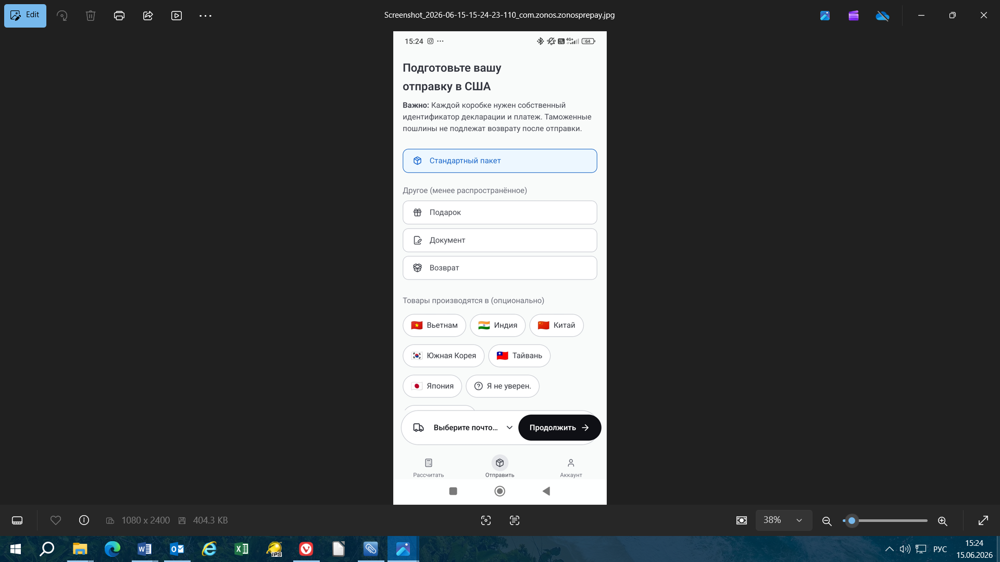 Edit
Screenshot_2026-06-15-15-24-23-110_com.zonos.zonosprepay.jpg
15:24
4G+
64
Подготовьте вашу
отправку в США
Важно: Каждой коробке нужен собственный
идентификатор декларации и платеж. Таможенные
пошлины не подлежат возврату после отправки.
Стандартный пакет
Другое (менее распространённое)
Подарок
Документ
Возврат
Товары производятся в (опционально)
Вьетнам
Индия
Китай
Южная Корея
Тайвань
Япония
Я не уверен.
Выберите почто...
Продолжить
Рассчитать
Отправить
Аккаунт
1080 x 2400
404.3 KB
38%
IPS
РУС
15:24
15.06.2026